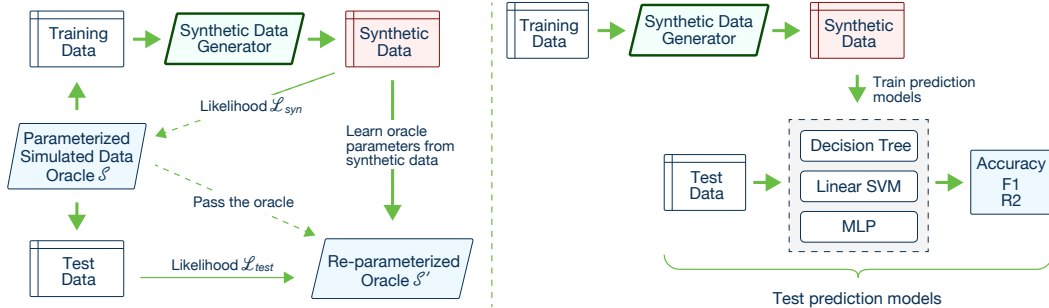 Training
Data
Synthetic Data
Generator
Synthetic
Data
Likelihood ℒsyn
Parameterized
Simulated Data
Oracle 𝒮
Learn oracle
parameters from
synthetic data
Pass the oracle
Test
Data
Likelihood ℒtest
Re-parameterized
Oracle 𝒮′
Training
Data
Synthetic Data
Generator
Synthetic
Data
Train prediction
models
Test
Data
Decision Tree
Linear SVM
MLP
Accuracy
F1
R2
Test prediction models